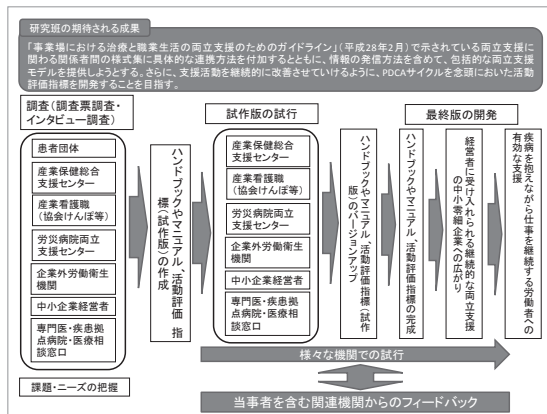 研究班の期待される成果
「事業場における治療と職業生活の両立支援のためのガイドライン」(平成28年2月)で示されている両立支援に
関わる関係者間の様式集に具体的な連携方法を付加するとともに、情報の発信方法を含めて、包括的な両立支援
モデルを提供しようとする。さらに、支援活動を継続的に改善させていけるように、PDCAサイクルを念頭においた活動
評価指標を開発することを目指す。
調査(調査票調査・
インタビュー調査)
患者団体
産業保健総合
支援センター
産業看護職
(協会けんぽ等)
労災病院両立
支援センター
企業外労働衛生
機関
中小企業経営者
専門医・疾患拠
点病院・医療相
談窓口
課題・ニーズの把握
ハンドブックやマニュアル、活動評価 指
標(試作版)の作成
試作版の試行
産業保健総合
支援センター
産業看護職
(協会けんぽ等)
労災病院両立
支援センター
企業外労働衛生
機関
中小企業経営者
専門医・疾患拠
点病院・医療相
談窓口
ハンドブックやマニュアル、活動評価指標(試作
版)のバージョンアップ
最終版の開発
ハンドブックやマニュアル、活動評価指標の完成
経営者に受け入れられる継続的な両立支援
の中小零細企業への広がり
疾病を抱えながら仕事を継続する労働者への
有効な支援
様々な機関での試行
当事者を含む関連機関からのフィードバック